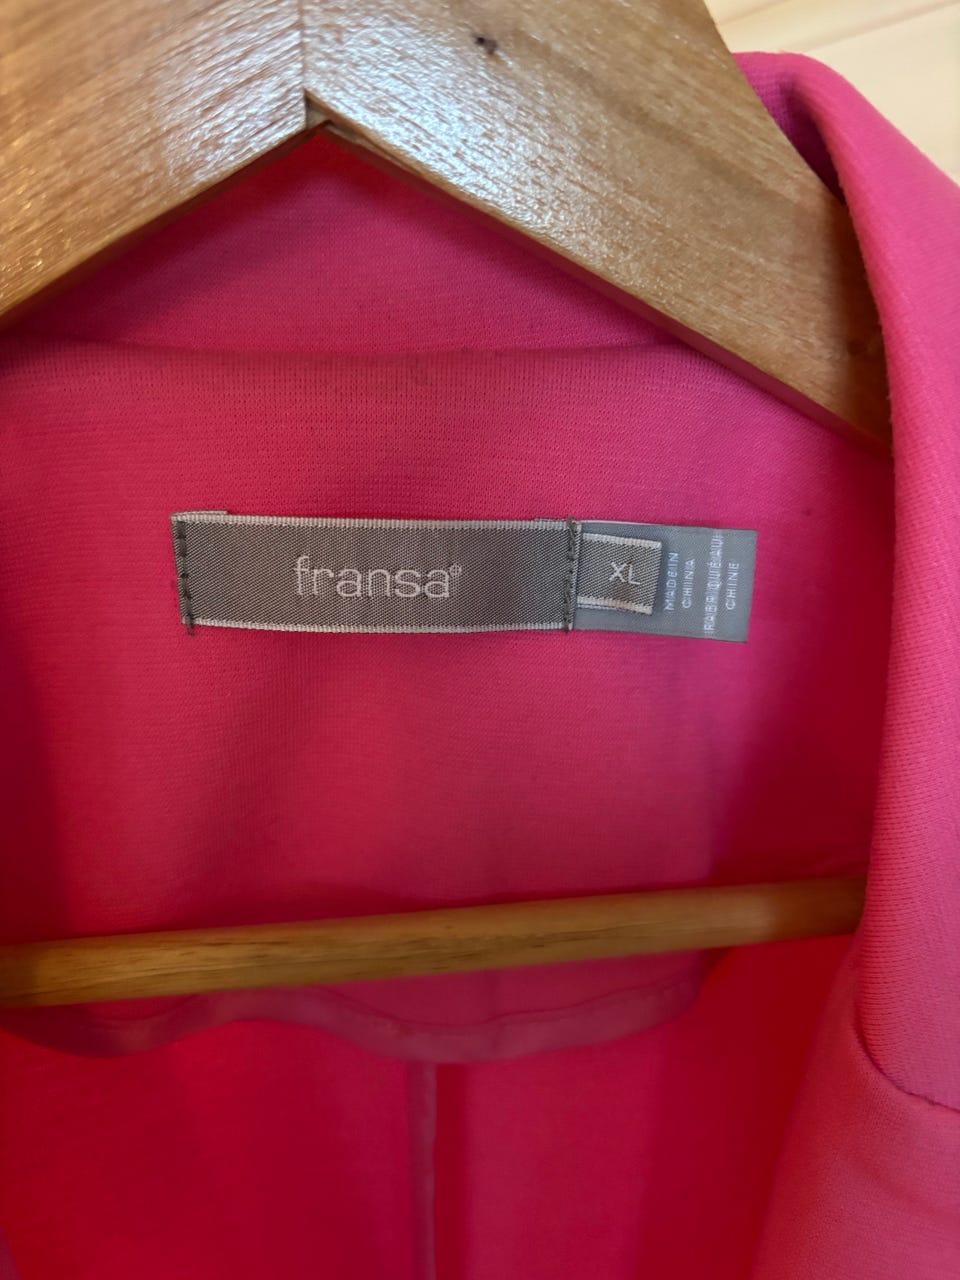 fransa®
XL
MADE IN
CHINA
FABRIQUÉ AU
CHINE